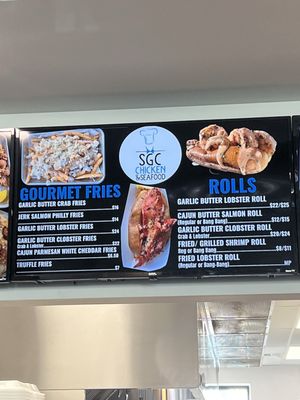 SGC
CHICKEN
& SEAFOOD
GOURMET FRIES
GARLIC BUTTER CRAB FRIES
$16
JERK SALMON PHILLY FRIES
$14
GARLIC BUTTER LOBSTER FRIES
$24
GARLIC BUTTER CLOBSTER FRIES
Crab & Lobster
$22
CAJUN PARMESAN WHITE CHEDDAR FRIES
$6.50
TRUFFLE FRIES
$7
ROLLS
GARLIC BUTTER LOBSTER ROLL
$22/$25
CAJUN BUTTER SALMON ROLL
(Regular or Bang Bang)
$12/$14
GARLIC BUTTER CLOBSTER ROLL
Crab & Lobster
$20/$24
FRIED/ GRILLED SHRIMP ROLL
Reg or Bang Bang
$8/$11
FRIED LOBSTER ROLL
(Regular or Bang-Bang)
MP